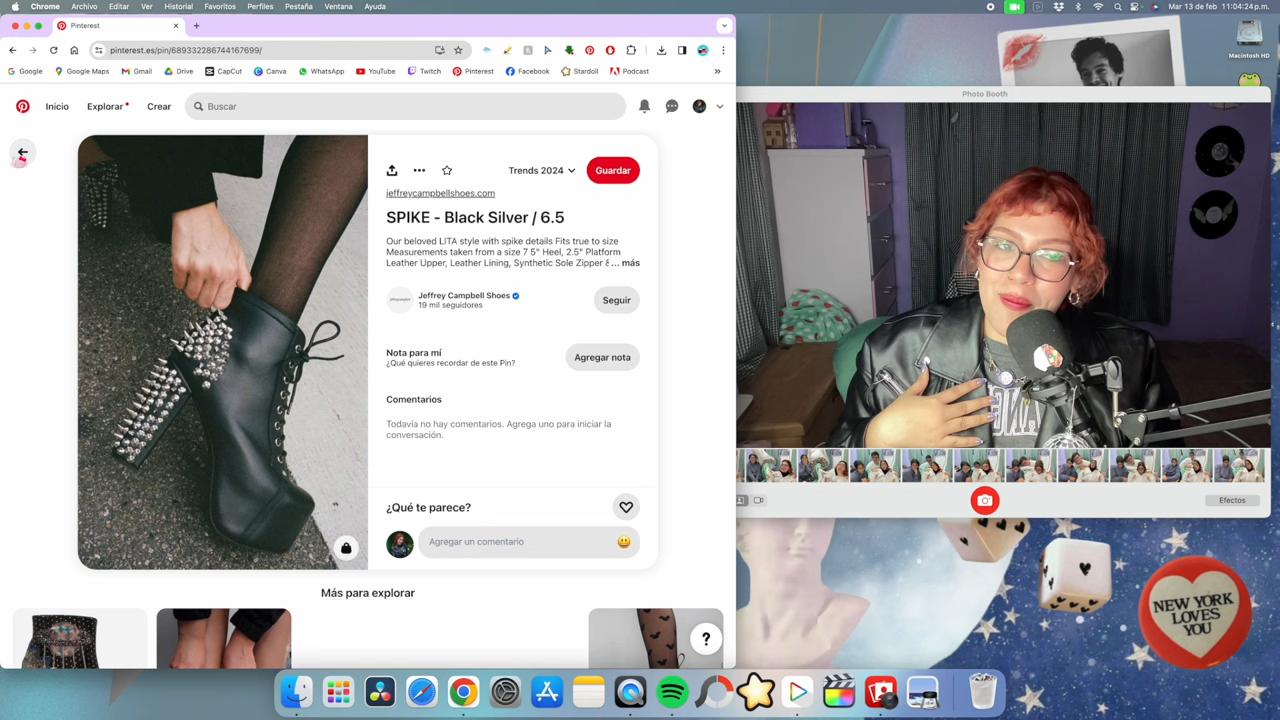 Chrome Archivo Editar Ver Historial Favoritos Perfiles Pestaña Ventana Ayuda
Mar 13 de feb 11:04:24 p.m.
Pinterest
pinterest.es/pin/689332286744167699/
Google Google Maps Gmail Drive CapCut Canva WhatsApp YouTube Twitch Pinterest Facebook Stardoll Podcast
Macintosh HD
Photo Booth
Inicio Explorar Crear Buscar
Trends 2024 Guardar
jeffreycampbellshoes.com
SPIKE - Black Silver / 6.5
Our beloved LITA style with spike details Fits true to size
Measurements taken from a size 7 5" Heel, 2.5" Platform
Leather Upper, Leather Lining, Synthetic Sole Zipper & ... más
Jeffrey Campbell Shoes
19 mil seguidores
Seguir
Nota para mí
¿Qué quieres recordar de este Pin?
Agregar nota
Comentarios
Todavía no hay comentarios. Agrega uno para iniciar la
conversación.
¿Qué te parece?
Agregar un comentario
Más para explorar
?
Efectos
NEW YORK
LOVES
YOU